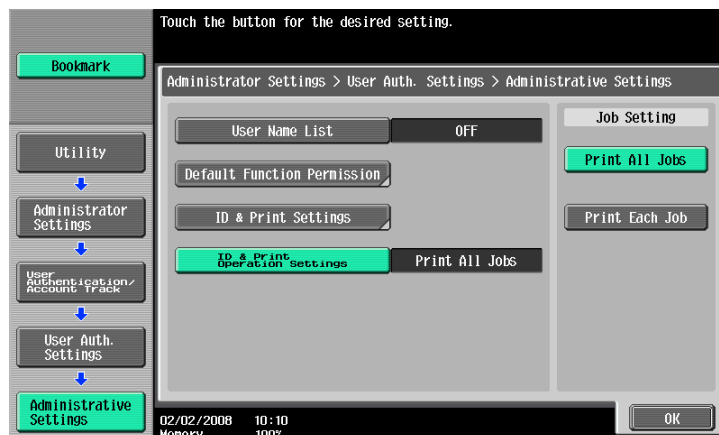 Touch the button for the desired setting.
Bookmark
Administrator Settings > User Auth. Settings > Administrative Settings
Utility
Administrator
Settings
User
Authentication/
Account Track
User Auth.
Settings
Administrative
Settings
User Name List OFF
Default Function Permission
ID & Print Settings
ID & Print
Operation Settings
Print All Jobs
Job Setting
Print All Jobs
Print Each Job
02/02/2008 10:10
Memory 100%
OK